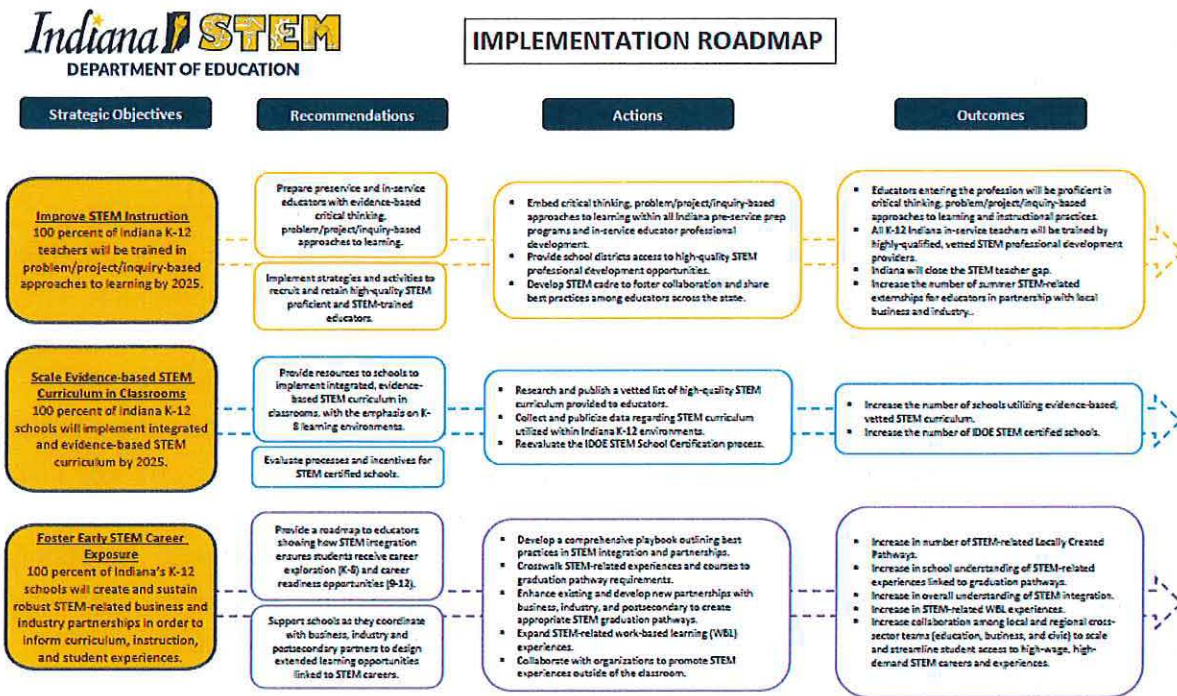 Indiana STEM
DEPARTMENT OF EDUCATION
IMPLEMENTATION ROADMAP
Strategic Objectives
Recommendations
Actions
Outcomes
Improve STEM Instruction
100 percent of Indiana K-12
teachers will be trained in
problem/project/inquiry-based
approaches to learning by 2025.
Prepare preservice and in-service
educators with evidence-based
critical thinking,
problem/project/inquiry-based
approaches to learning.
Implement strategies and activities to
recruit and retain high-quality STEM
proficient and STEM-trained
educators.
▪ Embed critical thinking, problem/project/inquiry-based
approaches to learning within all Indiana pre-service prep
programs and in-service educator professional
development.
▪ Provide school districts access to high-quality STEM
professional development opportunities.
▪ Develop STEM cadre to foster collaboration and share
best practices among educators across the state.
▪ Educators entering the profession will be proficient in
critical thinking, problem/project/inquiry-based
approaches to learning and instructional practices.
▪ All K-12 Indiana in-service teachers will be trained by
highly-qualified, vetted STEM professional development
providers.
▪ Indiana will close the STEM teacher gap.
▪ Increase the number of summer STEM-related
externships for educators in partnership with local
business and industry..
Scale Evidence-based STEM
Curriculum in Classrooms
100 percent of Indiana K-12
schools will implement integrated
and evidence-based STEM
curriculum by 2025.
Provide resources to schools to
implement integrated, evidence-
based STEM curriculum in
classrooms, with the emphasis on K-
8 learning environments.
Evaluate processes and incentives for
STEM certified schools.
▪ Research and publish a vetted list of high-quality STEM
curriculum provided to educators.
▪ Collect and publicize data regarding STEM curriculum
utilized within Indiana K-12 environments.
▪ Reevaluate the IDOE STEM School Certification process.
▪ Increase the number of schools utilizing evidence-based,
vetted STEM curriculum.
▪ Increase the number of IDOE STEM certified schools.
Foster Early STEM Career
Exposure
100 percent of Indiana's K-12
schools will create and sustain
robust STEM-related business and
industry partnerships in order to
inform curriculum, instruction,
and student experiences.
Provide a roadmap to educators
showing how STEM integration
ensures students receive career
exploration (K-8) and career
readiness opportunities (9-12).
Support schools as they coordinate
with business, industry and
postsecondary partners to design
extended learning opportunities
linked to STEM careers.
▪ Develop a comprehensive playbook outlining best
practices in STEM integration and partnerships.
▪ Crosswalk STEM-related experiences and courses to
graduation pathway requirements.
▪ Enhance existing and develop new partnerships with
business, industry, and postsecondary to create
appropriate STEM graduation pathways.
▪ Expand STEM-related work-based learning (WBL)
experiences.
▪ Collaborate with organizations to promote STEM
experiences outside of the classroom.
▪ Increase in number of STEM-related Locally Created
Pathways.
▪ Increase in school understanding of STEM-related
experiences linked to graduation pathways.
▪ Increase in overall understanding of STEM integration.
▪ Increase in STEM-related WBL experiences.
▪ Increase collaboration among local and regional cross-
sector teams (education, business, and civic) to scale
and streamline student access to high-wage, high-
demand STEM careers and experiences.